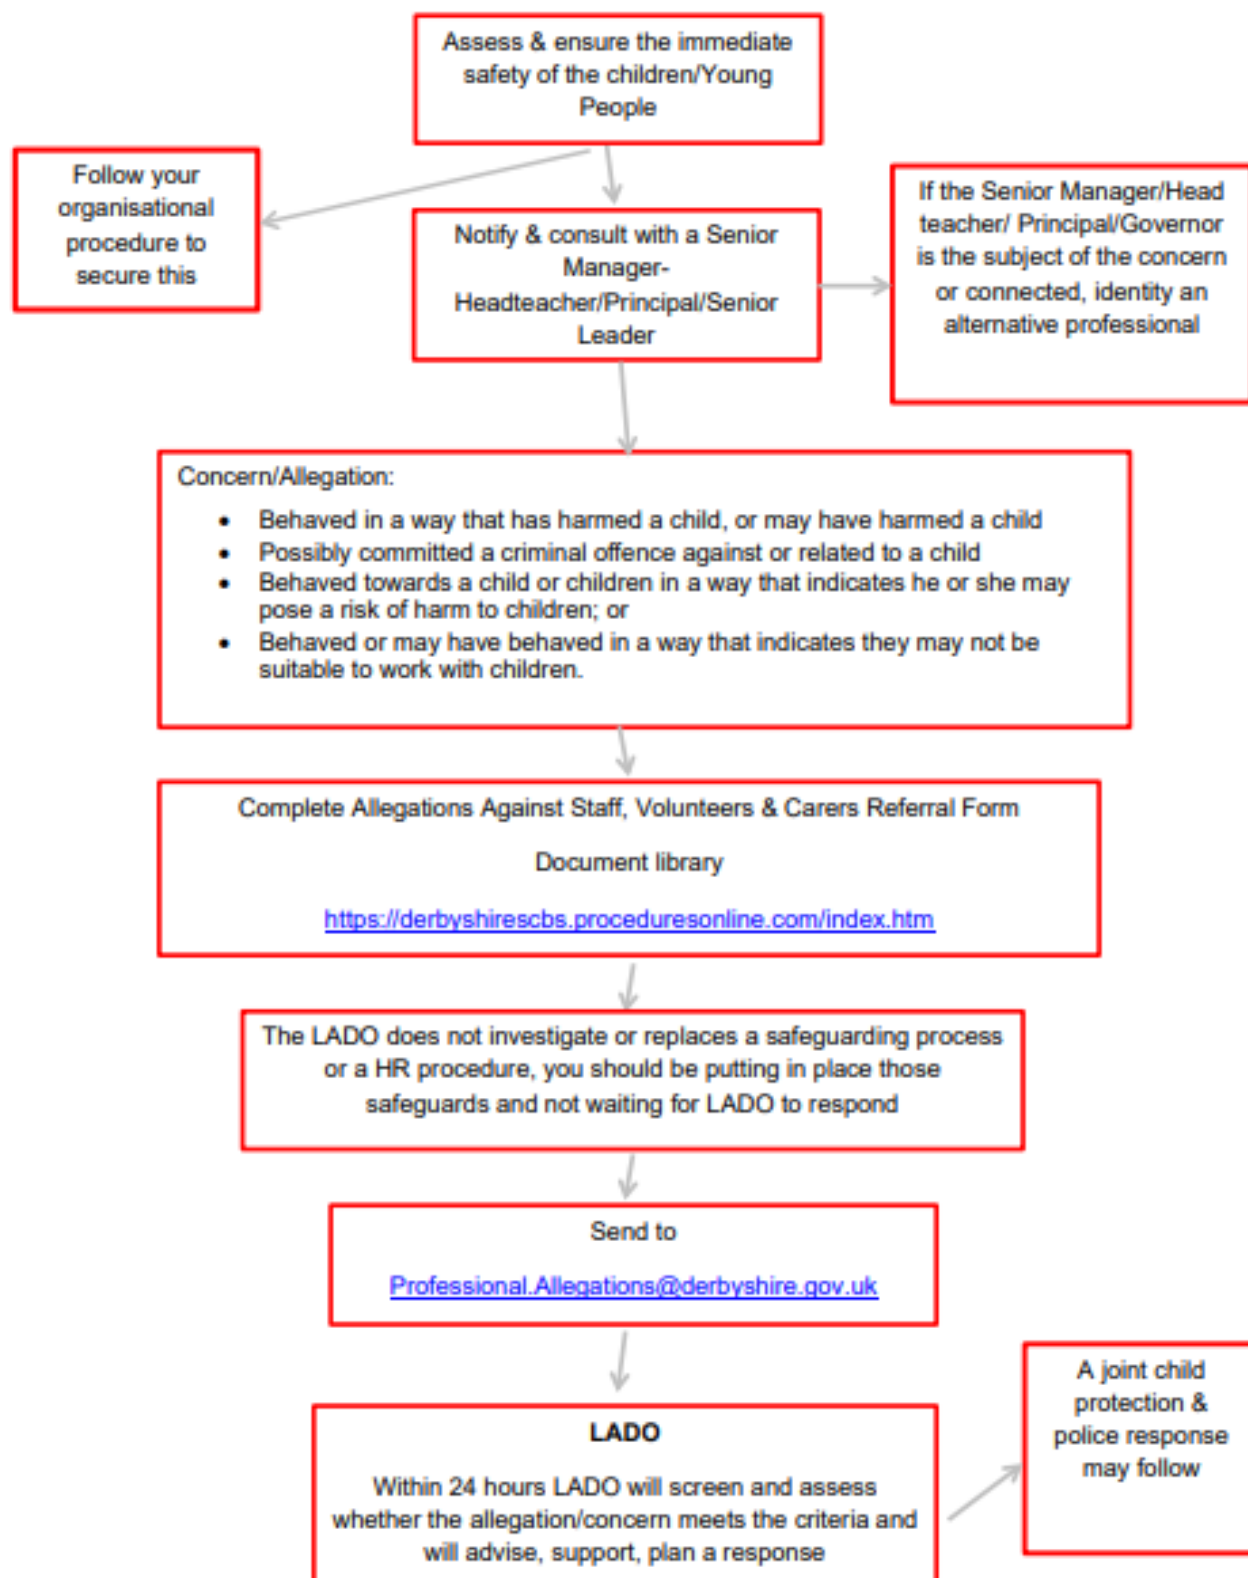 Assess & ensure the immediate
safety of the children/Young
People
Follow your
organisational
procedure to
secure this
Notify & consult with a Senior
Manager-
Headteacher/Principal/Senior
Leader
If the Senior Manager/Head
teacher/ Principal/Governor
is the subject of the concern
or connected, identity an
alternative professional
Concern/Allegation:
• Behaved in a way that has harmed a child, or may have harmed a child
• Possibly committed a criminal offence against or related to a child
• Behaved towards a child or children in a way that indicates he or she may
pose a risk of harm to children; or
• Behaved or may have behaved in a way that indicates they may not be
suitable to work with children.
Complete Allegations Against Staff, Volunteers & Carers Referral Form
Document library
https://derbyshirescbs.proceduresonline.com/index.htm
The LADO does not investigate or replaces a safeguarding process
or a HR procedure, you should be putting in place those
safeguards and not waiting for LADO to respond
Send to
Professional.Allegations@derbyshire.gov.uk
LADO
Within 24 hours LADO will screen and assess
whether the allegation/concern meets the criteria and
will advise, support, plan a response
A joint child
protection &
police response
may follow